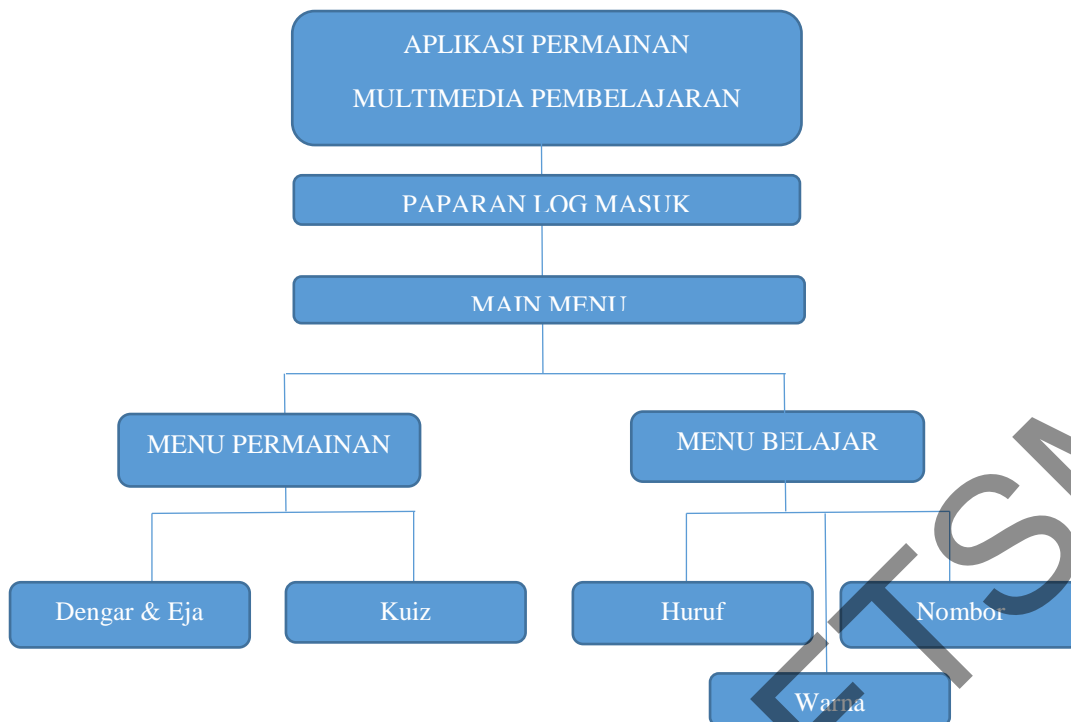 APLIKASI PERMAINAN
MULTIMEDIA PEMBELAJARAN
PAPARAN LOG MASUK
MAIN MENU
MENU PERMAINAN
MENU BELAJAR
Dengar & Eja
Kuiz
Huruf
Nombor
Warna